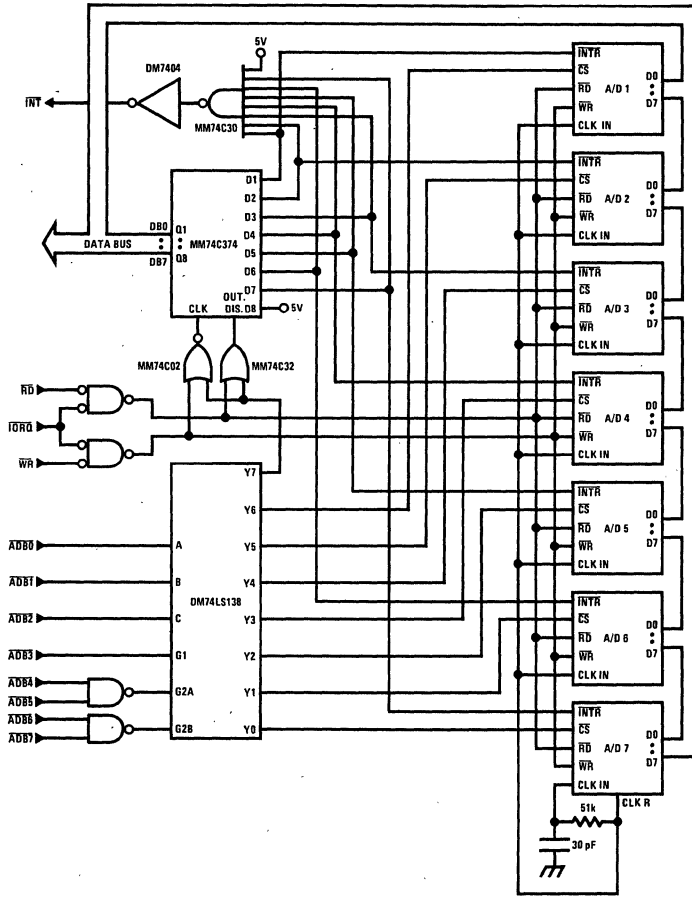 5V
DM7404
INT
MM74C30
DATA BUS
DB0
DB7
Q1
Q8
MM74C374
D1
D2
D3
D4
D5
D6
D7
CLK
OUT.
DIS.
D8
5V
MM74C02
MM74C32
RD
IORQ
WR
ADB0
ADB1
ADB2
ADB3
ADB4
ADB5
ADB6
ADB7
A
B
C
G1
G2A
G2B
DM74LS138
Y7
Y6
Y5
Y4
Y3
Y2
Y1
Y0
INTR
CS
RD A/D 1
WR
CLK IN
D0
D7
INTR
CS
RD A/D 2
WR
CLK IN
D0
D7
INTR
CS
RD A/D 3
WR
CLK IN
D0
D7
INTR
CS
RD A/D 4
WR
CLK IN
D0
D7
INTR
CS
RD A/D 5
WR
CLK IN
D0
D7
INTR
CS
RD A/D 6
WR
CLK IN
D0
D7
INTR
CS
RD A/D 7
WR
CLK IN
D0
D7
CLK R
51k
30 pF